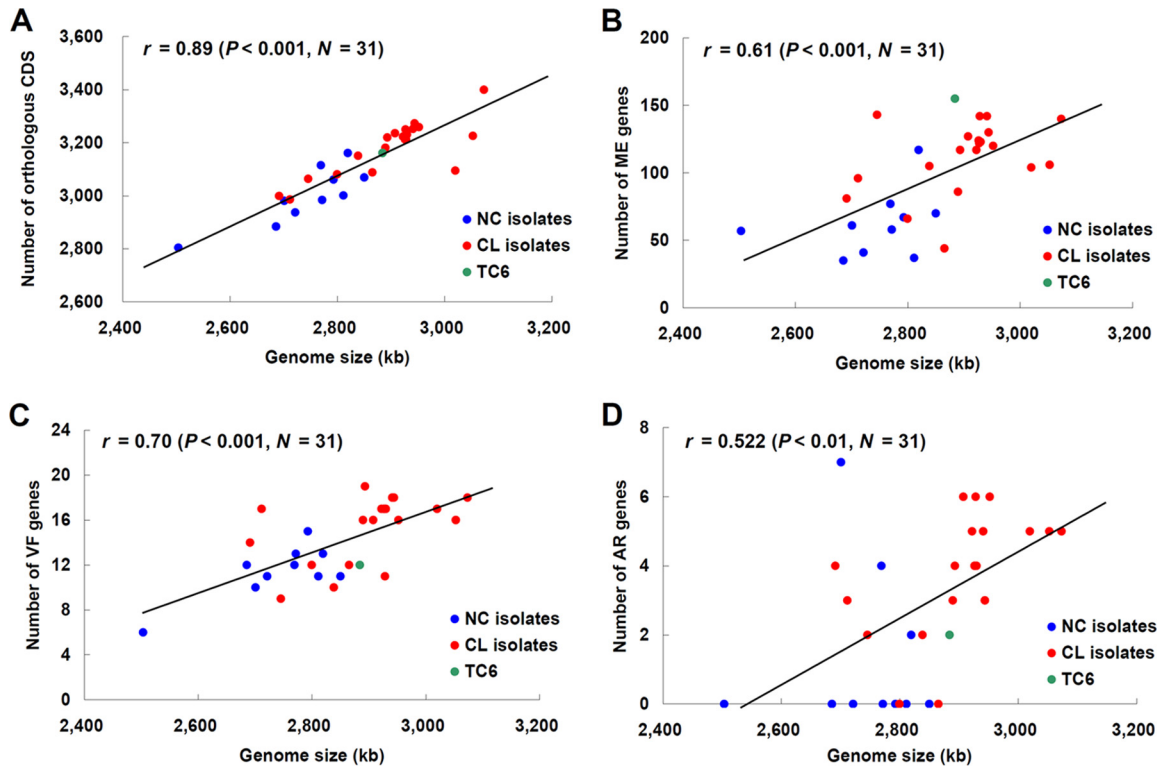 A
r = 0.89 (P < 0.001, N = 31)
Number of orthologous CDS
3,600
3,400
3,200
3,000
2,800
2,600
2,400
2,600
2,800
3,000
3,200
Genome size (kb)
NC isolates
CL isolates
TC6
B
r = 0.61 (P < 0.001, N = 31)
Number of ME genes
200
150
100
50
0
2,400
2,600
2,800
3,000
3,200
Genome size (kb)
NC isolates
CL isolates
TC6
C
r = 0.70 (P < 0.001, N = 31)
Number of VF genes
24
20
16
12
8
4
0
2,400
2,600
2,800
3,000
3,200
Genome size (kb)
NC isolates
CL isolates
TC6
D
r = 0.522 (P < 0.01, N = 31)
Number of AR genes
8
6
4
2
0
2,400
2,600
2,800
3,000
3,200
Genome size (kb)
NC isolates
CL isolates
TC6